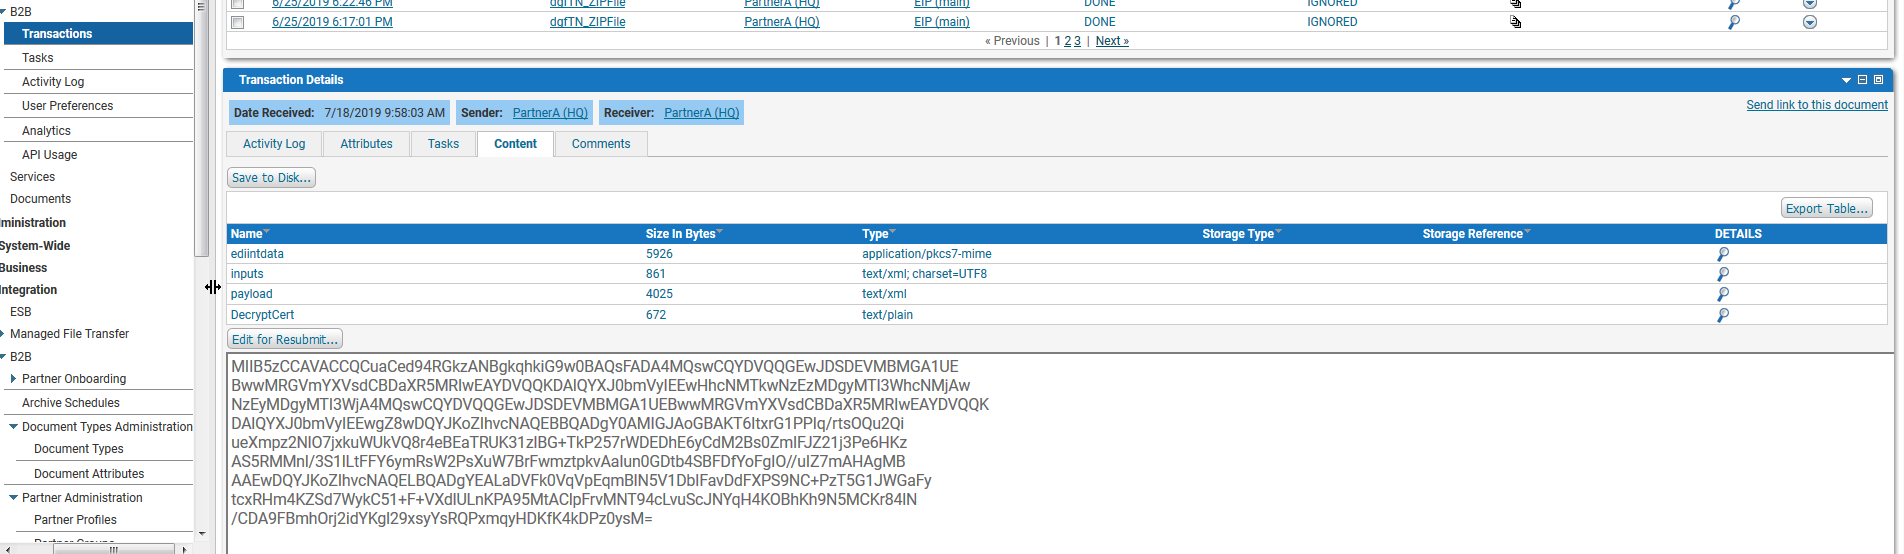 B2B
Transactions
Tasks
Activity Log
User Preferences
Analytics
API Usage
Services
Documents
ministration
System-Wide
Business
Integration
ESB
Managed File Transfer
B2B
Partner Onboarding
Archive Schedules
Document Types Administration
Document Types
Document Attributes
Partner Administration
Partner Profiles
Partner Groups
6/25/2019 6:22:46 PM dgfTN_ZIPFile PartnerA (HQ) EIP (main) DONE IGNORED
6/25/2019 6:17:01 PM dgfTN_ZIPFile PartnerA (HQ) EIP (main) DONE IGNORED
« Previous | 1 2 3 | Next »
Transaction Details
Date Received: 7/18/2019 9:58:03 AM Sender: PartnerA (HQ) Receiver: PartnerA (HQ)
Send link to this document
Activity Log Attributes Tasks Content Comments
Save to Disk...
Export Table...
Name Size In Bytes Type Storage Type Storage Reference DETAILS
ediintdata 5926 application/pkcs7-mime
inputs 861 text/xml; charset=UTF8
payload 4025 text/xml
DecryptCert 672 text/plain
Edit for Resubmit...
MIIB5zCCAVACCQCuaCed94RGkzANBgkqhkiG9w0BAQsFADA4MQswCQYDVQQGEwJDSDEVMBMGA1UE
BwwMRGVmYXVsdCBDaXR5MRIwEAYDVQQKDAlQYXJ0bmVyIEEwHhcNMTkwNzEzMDgyMTI3WhcNMjAw
NzEyMDgyMTI3WjA4MQswCQYDVQQGEwJDSDEVMBMGA1UEBwwMRGVmYXVsdCBDaXR5MRIwEAYDVQQK
DAlQYXJ0bmVyIEEwgZ8wDQYJKoZIhvcNAQEBBQADgY0AMIGJAoGBAKT6ItxrG1PPlq/rtsOQu2Qi
ueXmpz2NlO7jxkuWUkVQ8r4eBEaTRUK31zIBG+TkP257rWDEDhE6yCdM2Bs0ZmlFJZ21j3Pe6HKz
AS5RMMnl/3S1ILtFFY6ymRsW2PsXuW7BrFwmztpkvAaIun0GDtb4SBFDfYoFgIO//uIZ7mAHAgMB
AAEwDQYJKoZIhvcNAQELBQADgYEALaDVFk0VqVpEqmBlN5V1DbIFavDdFXPS9NC+PzT5G1JWGaFy
tcxRHm4KZSd7WykC51+F+VXdlULnKPA95MtAClpFrvMNT94cLvuScJNYqH4KOBhKh9N5MCKr84IN
/CDA9FBmhOrj2idYKgl29xsyYsRQPxmqyHDKfK4kDPz0ysM=